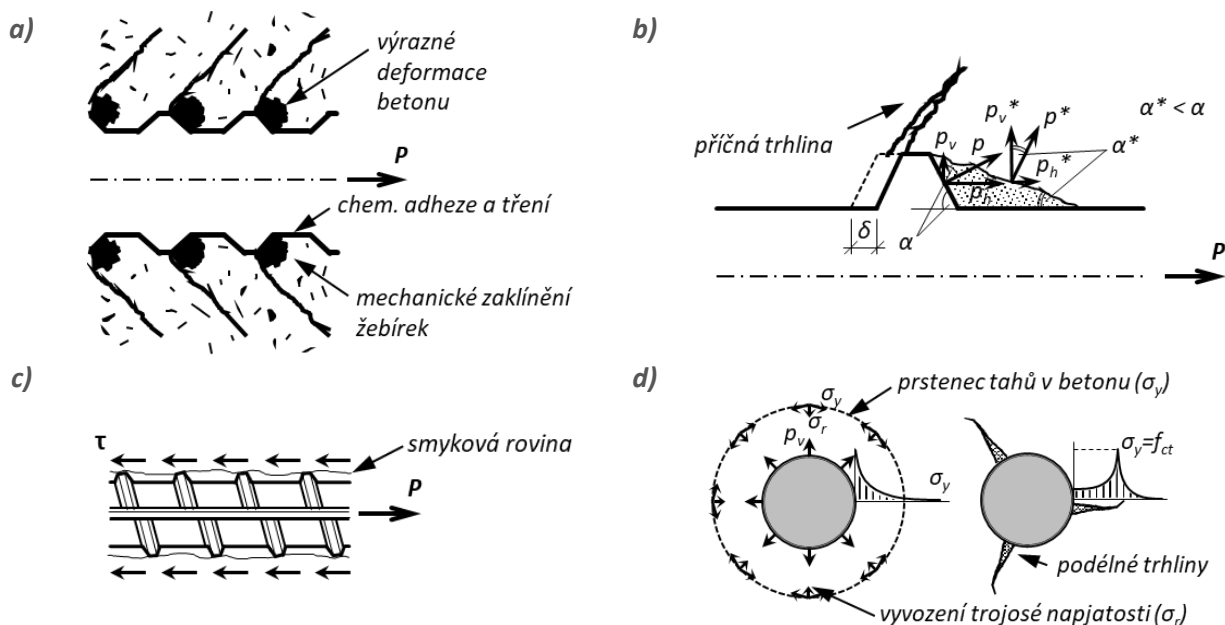 a)
výrazné
deformace
betonu
P
chem. adheze a tření
mechanické zaklínění
žebírek
b)
příčná trhlina
p_v
p
p_h
p_v*
p*
p_h*
α* < α
α*
δ
α
P
c)
τ
smyková rovina
P
d)
prstenec tahů v betonu (σ_y)
σ_y
σ_r
p_v
σ_y
σ_y=f_ct
podélné trhliny
vyvození trojosé napjatosti (σ_r)